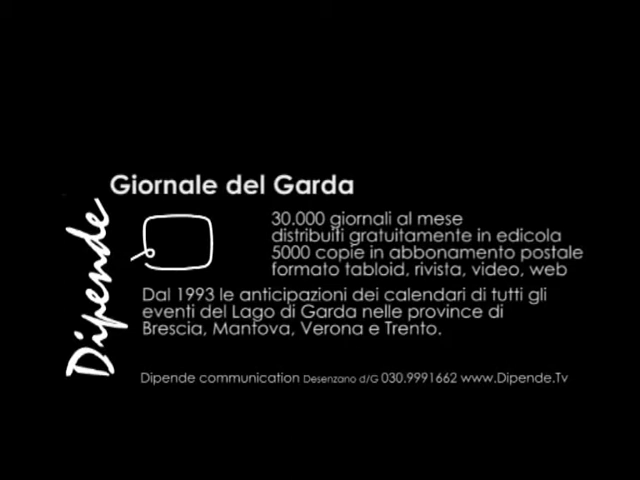 Giornale del Garda
Dipende
30.000 giornali al mese
distribuiti gratuitamente in edicola
5000 copie in abbonamento postale
formato tabloid, rivista, video, web
Dal 1993 le anticipazioni dei calendari di tutti gli
eventi del Lago di Garda nelle province di
Brescia, Mantova, Verona e Trento.
Dipende communication Desenzano d/G 030.9991662 www.Dipende.Tv